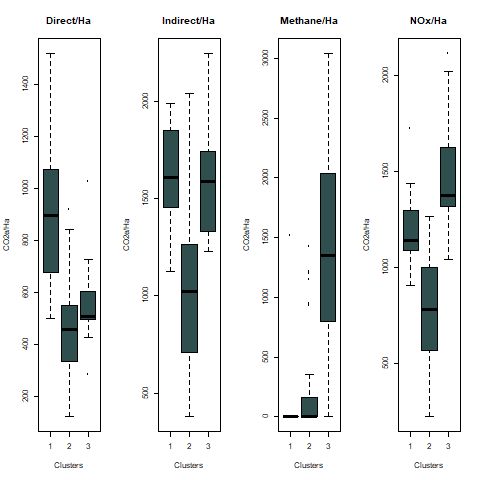 Direct/Ha
CO2e/Ha
200
400
600
800
1000
1200
1400
1
2
3
Clusters
Indirect/Ha
CO2e/Ha
500
1000
1500
2000
1
2
3
Clusters
Methane/Ha
CO2e/Ha
0
500
1000
1500
2000
2500
3000
1
2
3
Clusters
NOx/Ha
CO2e/Ha
500
1000
1500
2000
1
2
3
Clusters